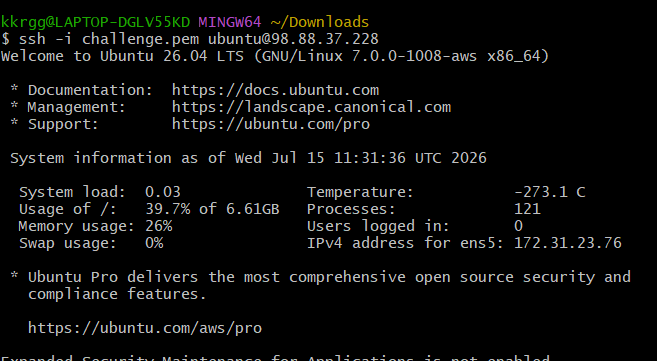 kkrgg@LAPTOP-DGLV55KD MINGW64 ~/Downloads
$ ssh -i challenge.pem ubuntu@98.88.37.228
Welcome to Ubuntu 26.04 LTS (GNU/Linux 7.0.0-1008-aws x86_64)
* Documentation:  https://docs.ubuntu.com
* Management:     https://landscape.canonical.com
* Support:        https://ubuntu.com/pro
System information as of Wed Jul 15 11:31:36 UTC 2026
System load:  0.03               Temperature:           -273.1 C
Usage of /:   39.7% of 6.61GB   Processes:             121
Memory usage: 26%                Users logged in:       0
Swap usage:   0%                 IPv4 address for ens5: 172.31.23.76
* Ubuntu Pro delivers the most comprehensive open source security and
compliance features.
https://ubuntu.com/aws/pro
Expanded Security Maintenance for Applications is not enabled